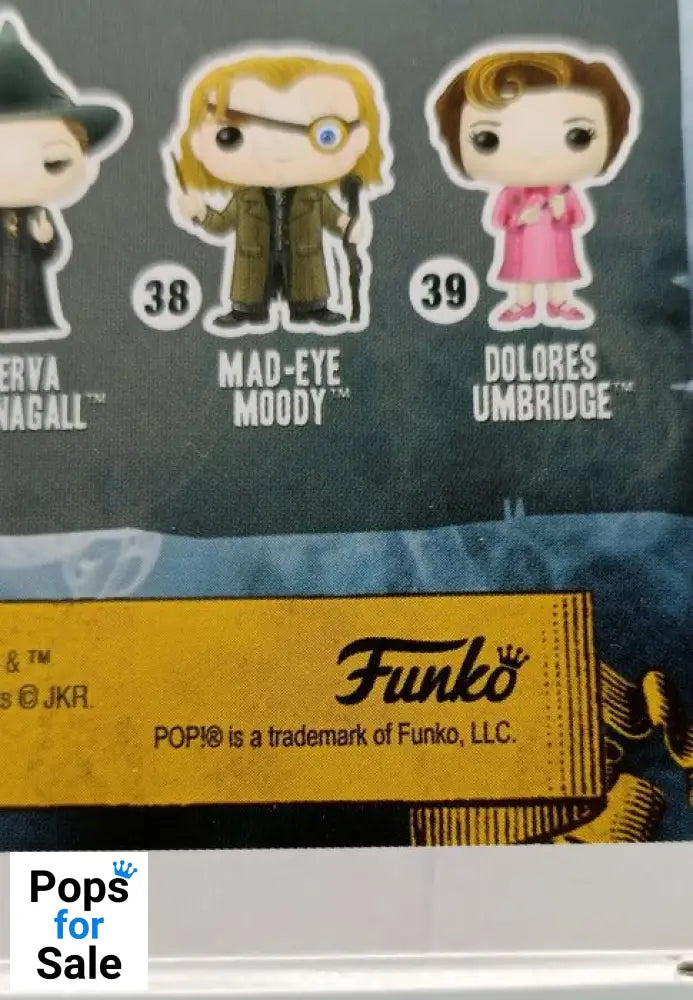 38
39
ERVA
NAGALL™
MAD-EYE
MOODY™
DOLORES
UMBRIDGE™
& ™
s © JKR.
Funko
POP!® is a trademark of Funko, LLC.
Pops
for
Sale